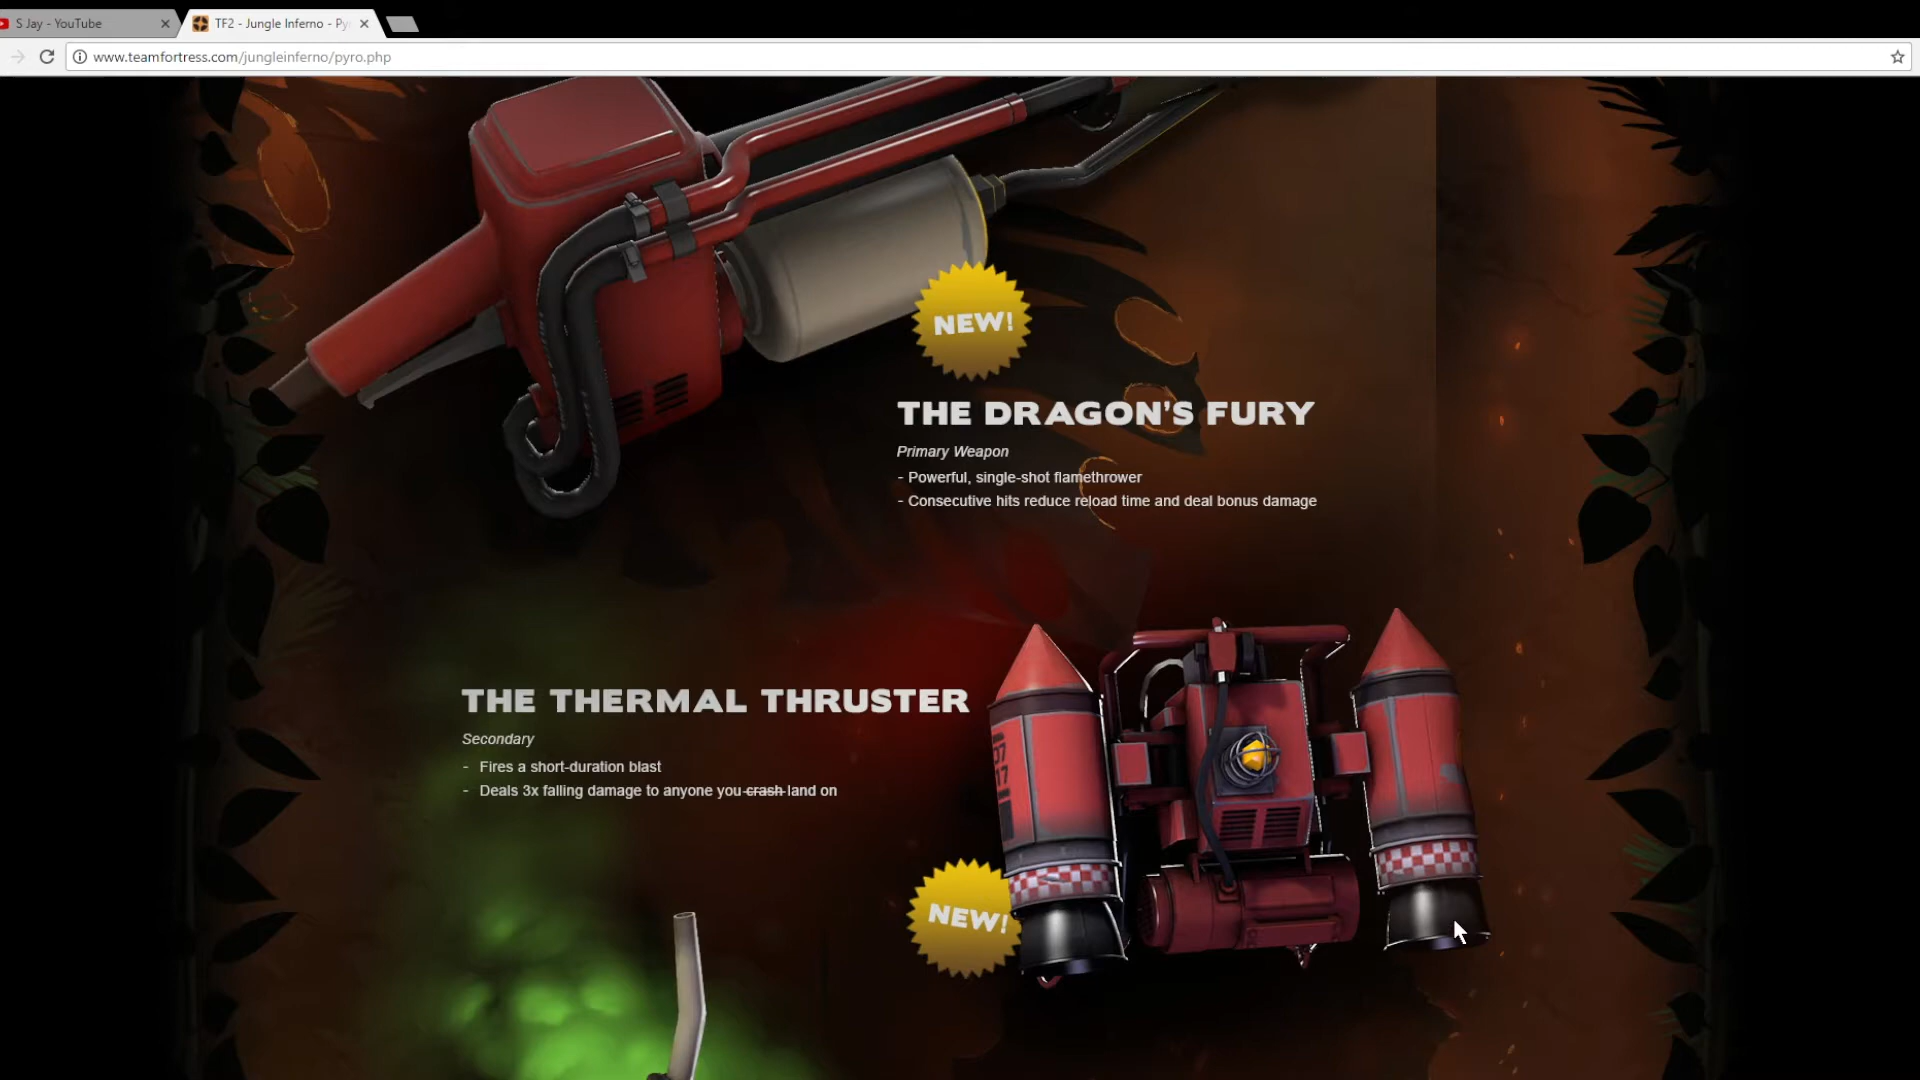 S Jay - YouTube
TF2 - Jungle Inferno - Py
www.teamfortress.com/jungleinferno/pyro.php
NEW!
THE DRAGON'S FURY
Primary Weapon
- Powerful, single-shot flamethrower
- Consecutive hits reduce reload time and deal bonus damage
THE THERMAL THRUSTER
Secondary
- Fires a short-duration blast
- Deals 3x falling damage to anyone you crash land on
NEW!